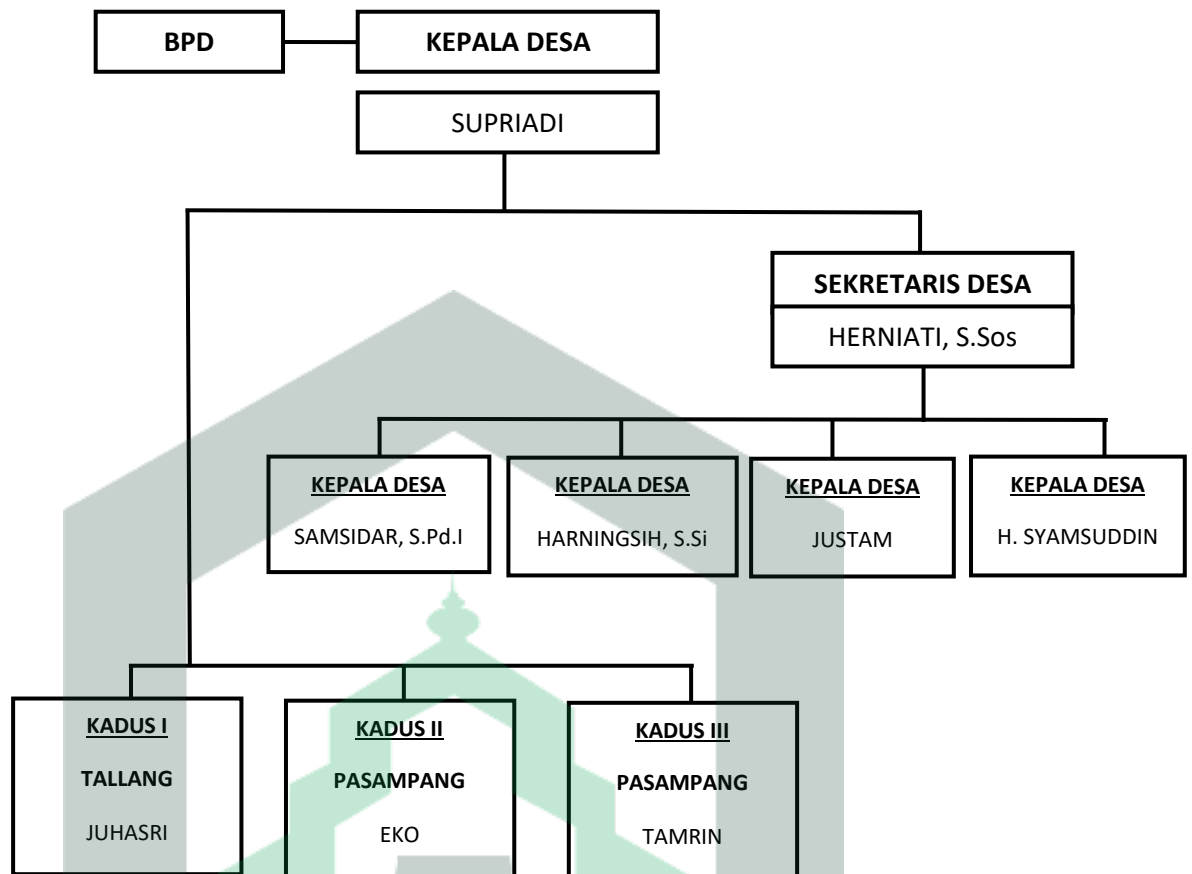 BPD
KEPALA DESA
SUPRIADI
SEKRETARIS DESA
HERNIATI, S.Sos
KEPALA DESA
SAMSIDAR, S.Pd.I
KEPALA DESA
HARNINGSIH, S.Si
KEPALA DESA
JUSTAM
KEPALA DESA
H. SYAMSUDDIN
KADUS I
TALLANG
JUHASRI
KADUS II
PASAMPANG
EKO
KADUS III
PASAMPANG
TAMRIN